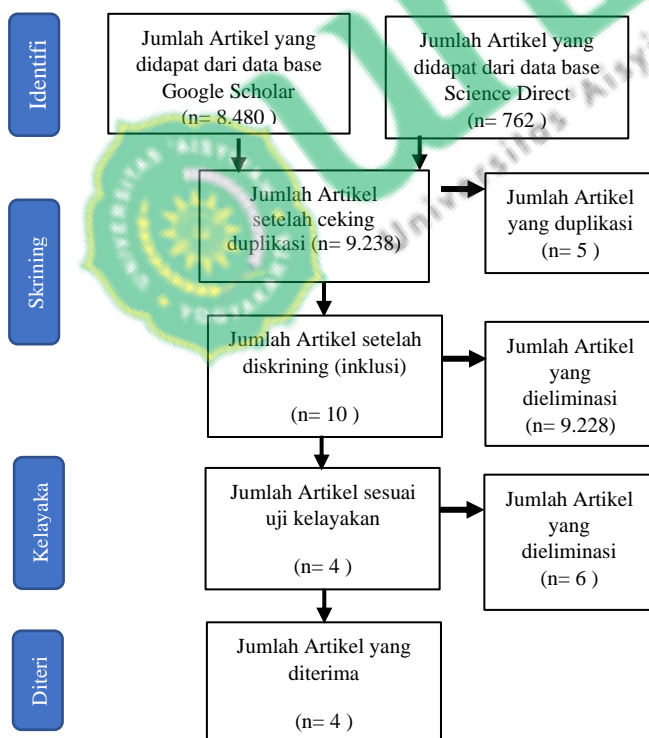 Identifi
Jumlah Artikel yang
didapat dari data base
Google Scholar
(n= 8.480 )
Jumlah Artikel yang
didapat dari data base
Science Direct
(n= 762 )
Universitas Aisyi
Skrining
Jumlah Artikel
setelah ceking
duplikasi (n= 9.238)
Jumlah Artikel
yang duplikasi
(n= 5 )
Jumlah Artikel setelah
diskrining (inklusi)
(n= 10 )
Jumlah Artikel
yang
dieliminasi
(n= 9.228)
Kelayaka
Jumlah Artikel sesuai
uji kelayakan
(n= 4 )
Jumlah Artikel
yang
dieliminasi
(n= 6 )
Diteri
Jumlah Artikel yang
diterima
(n= 4 )